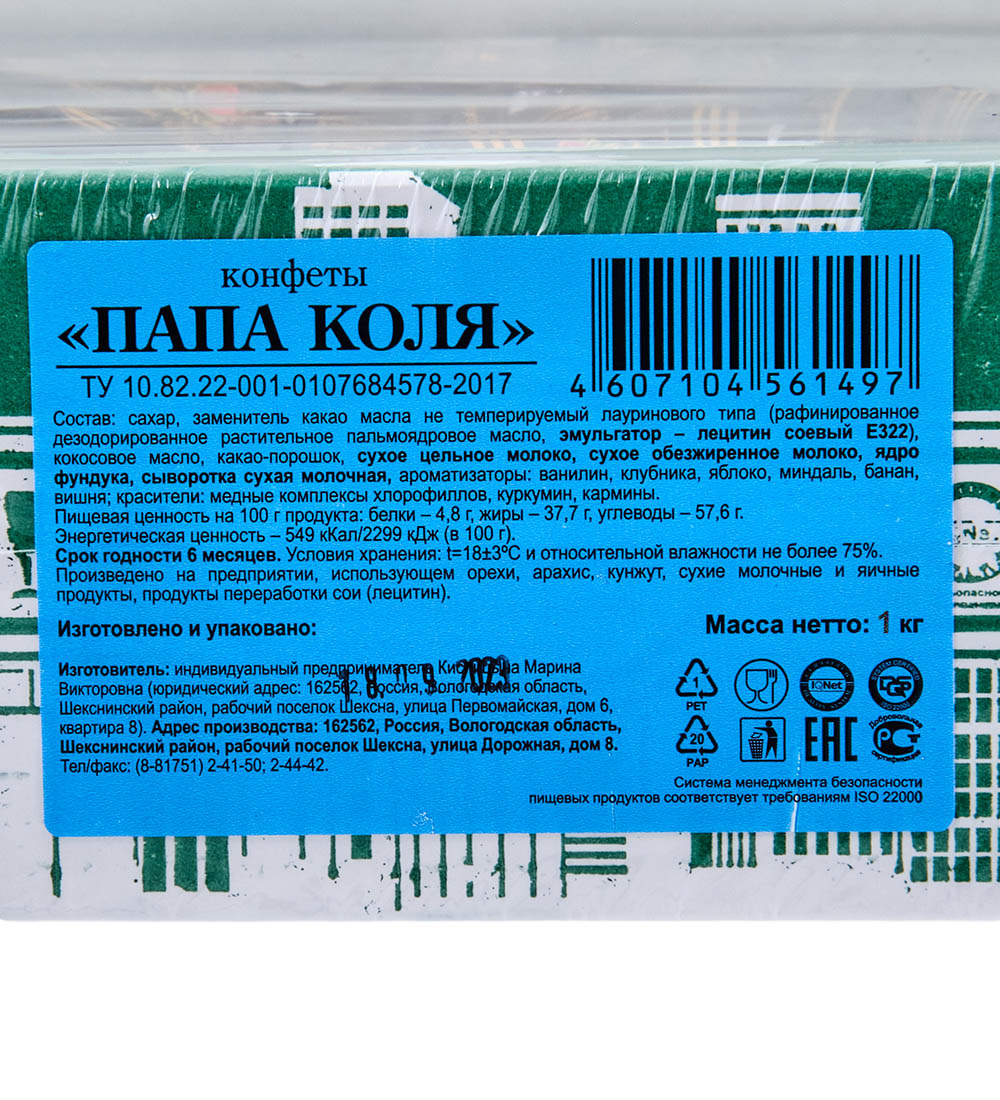 конфеты
«ПАПА КОЛЯ»
ТУ 10.82.22-001-0107684578-2017
4 607104 561497
Состав: сахар, заменитель какао масла не темперируемый лауринового типа (рафинированное
дезодорированное растительное пальмоядровое масло, эмульгатор – лецитин соевый Е322),
кокосовое масло, какао-порошок, сухое цельное молоко, сухое обезжиренное молоко, ядро
фундука, сыворотка сухая молочная, ароматизаторы: ванилин, клубника, яблоко, миндаль, банан,
вишня; красители: медные комплексы хлорофиллов, куркумин, кармины.
Пищевая ценность на 100 г продукта: белки – 4,8 г, жиры – 37,7 г, углеводы – 57,6 г.
Энергетическая ценность – 549 кКал/2299 кДж (в 100 г).
Срок годности 6 месяцев. Условия хранения: t=18±3ºС и относительной влажности не более 75%.
Произведено на предприятии, использующем орехи, арахис, кунжут, сухие молочные и яичные
продукты, продукты переработки сои (лецитин).
Изготовлено и упаковано:
Масса нетто: 1 кг
Изготовитель: индивидуальный предприниматель Марина
Викторовна (юридический адрес: 162562, Россия, Вологодская область,
Шекснинский район, рабочий поселок Шексна, улица Первомайская, дом 6,
квартира 8). Адрес производства: 162562, Россия, Вологодская область,
Шекснинский район, рабочий поселок Шексна, улица Дорожная, дом 8.
Тел/факс: (8-81751) 2-41-50; 2-44-42.
1
PET
IQNet
20
PAP
EAC
Добровольная
сертификация
Система менеджмента безопасности
пищевых продуктов соответствует требованиям ISO 22000